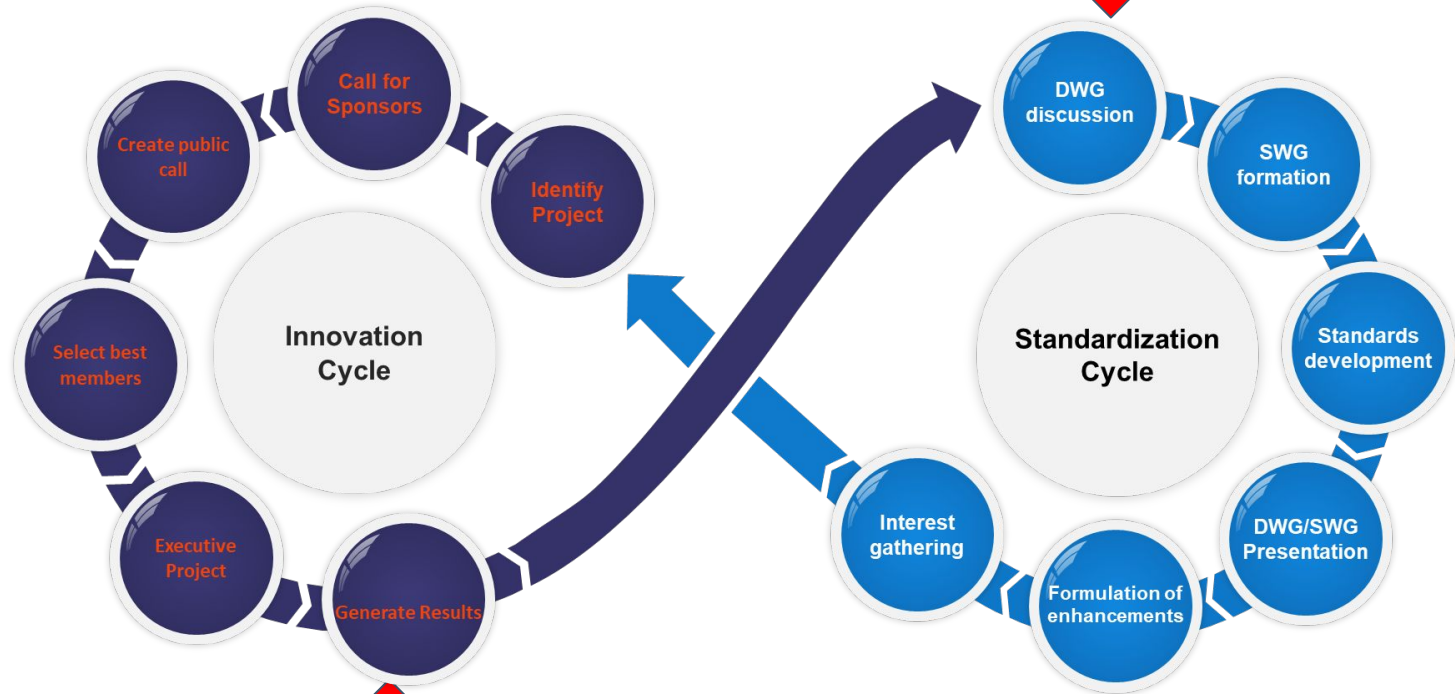 Call for
Sponsors
Create public
call
Identify
Project
Select best
members
Innovation
Cycle
Executive
Project
Generate Results
DWG
discussion
SWG
formation
Standards
development
Standardization
Cycle
DWG/SWG
Presentation
Formulation of
enhancements
Interest
gathering